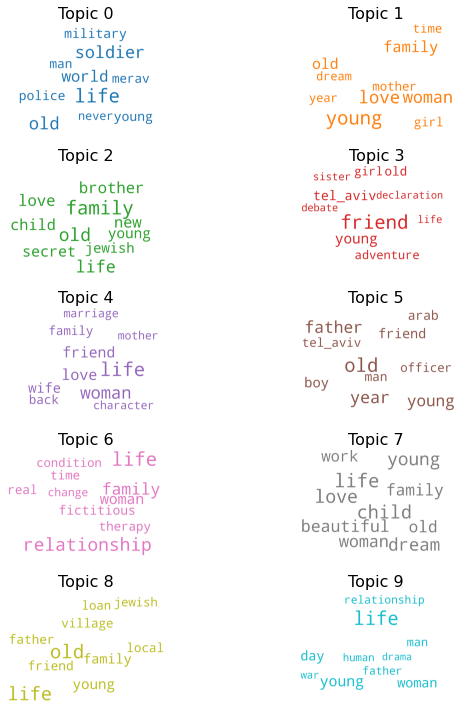 Topic 0
military
soldier
man
world merav
police life
never young
old
Topic 1
time
family
old
dream
mother
year love woman
young girl
Topic 2
brother
love family
child new
old young
secret jewish
life
Topic 3
sister girl old
tel_aviv declaration
debate
friend life
young
adventure
Topic 4
marriage
family mother
friend
love life
wife woman
back character
Topic 5
arab
father friend
tel_aviv
old officer
boy man
year young
Topic 6
condition life
time
real change family
woman
fictitious
therapy
relationship
Topic 7
work young
life
love family
child
beautiful old
woman dream
Topic 8
loan jewish
village
father local
old family
friend
life young
Topic 9
relationship
life
man
day human drama
war father
young woman